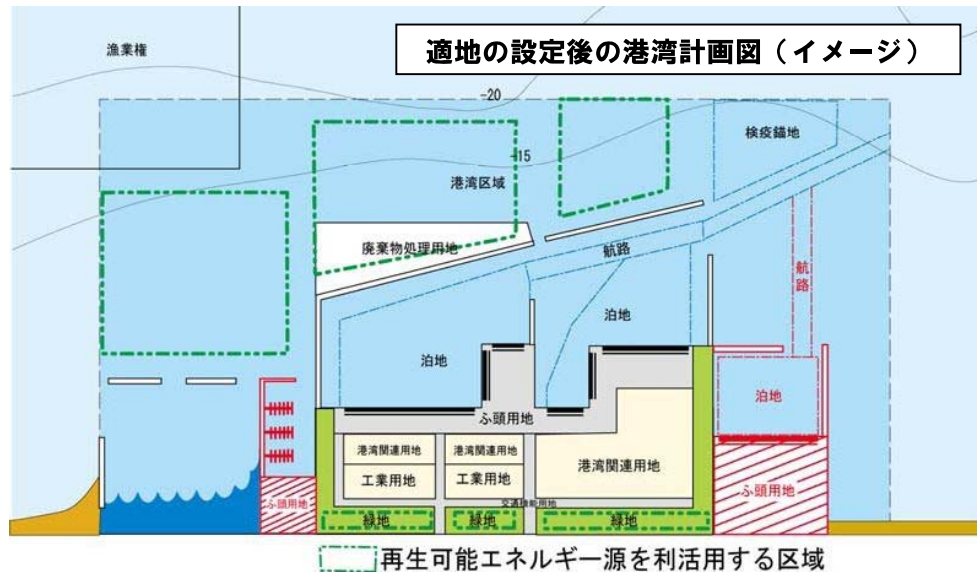 適地の設定後の港湾計画図（イメージ）
漁業権
-20
検疫錨地
-15
港湾区域
廃棄物処理用地
航路
航路
泊地
泊地
泊地
ふ頭用地
港湾関連用地
港湾関連用地
港湾関連用地
工業用地
工業用地
ふ頭用地
ふ頭用地
交通機能用地
緑地
緑地
緑地
再生可能エネルギー源を利活用する区域